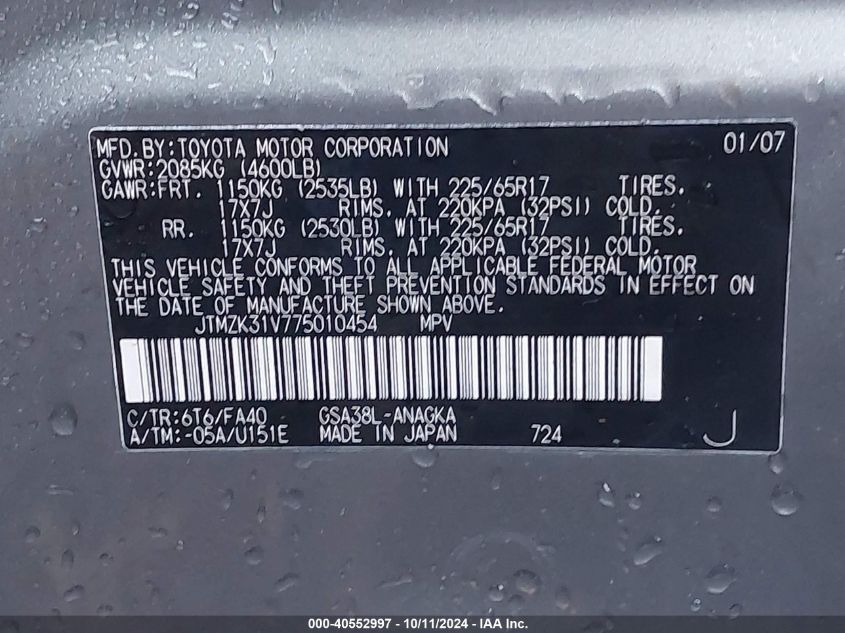 MFD. BY: TOYOTA MOTOR CORPORATION 01/07
GVWR: 2085KG (4600LB)
GAWR: FRT. 1150KG (2535LB) WITH 225/65R17 TIRES.
17X7J RIMS. AT 220KPA (32PSI) COLD.
RR. 1150KG (2530LB) WITH 225/65R17 TIRES.
17X7J RIMS. AT 220KPA (32PSI) COLD.
THIS VEHICLE CONFORMS TO ALL APPLICABLE FEDERAL MOTOR
VEHICLE SAFETY AND THEFT PREVENTION STANDARDS IN EFFECT ON
THE DATE OF MANUFACTURE SHOWN ABOVE.
JTMZK31V775010454 MPV
C/TR: 6T6/FA40 GSA38L-ANAGKA
A/TM: -05A/U151E MADE IN JAPAN 724 J
000-40552997 - 10/11/2024 - IAA Inc.